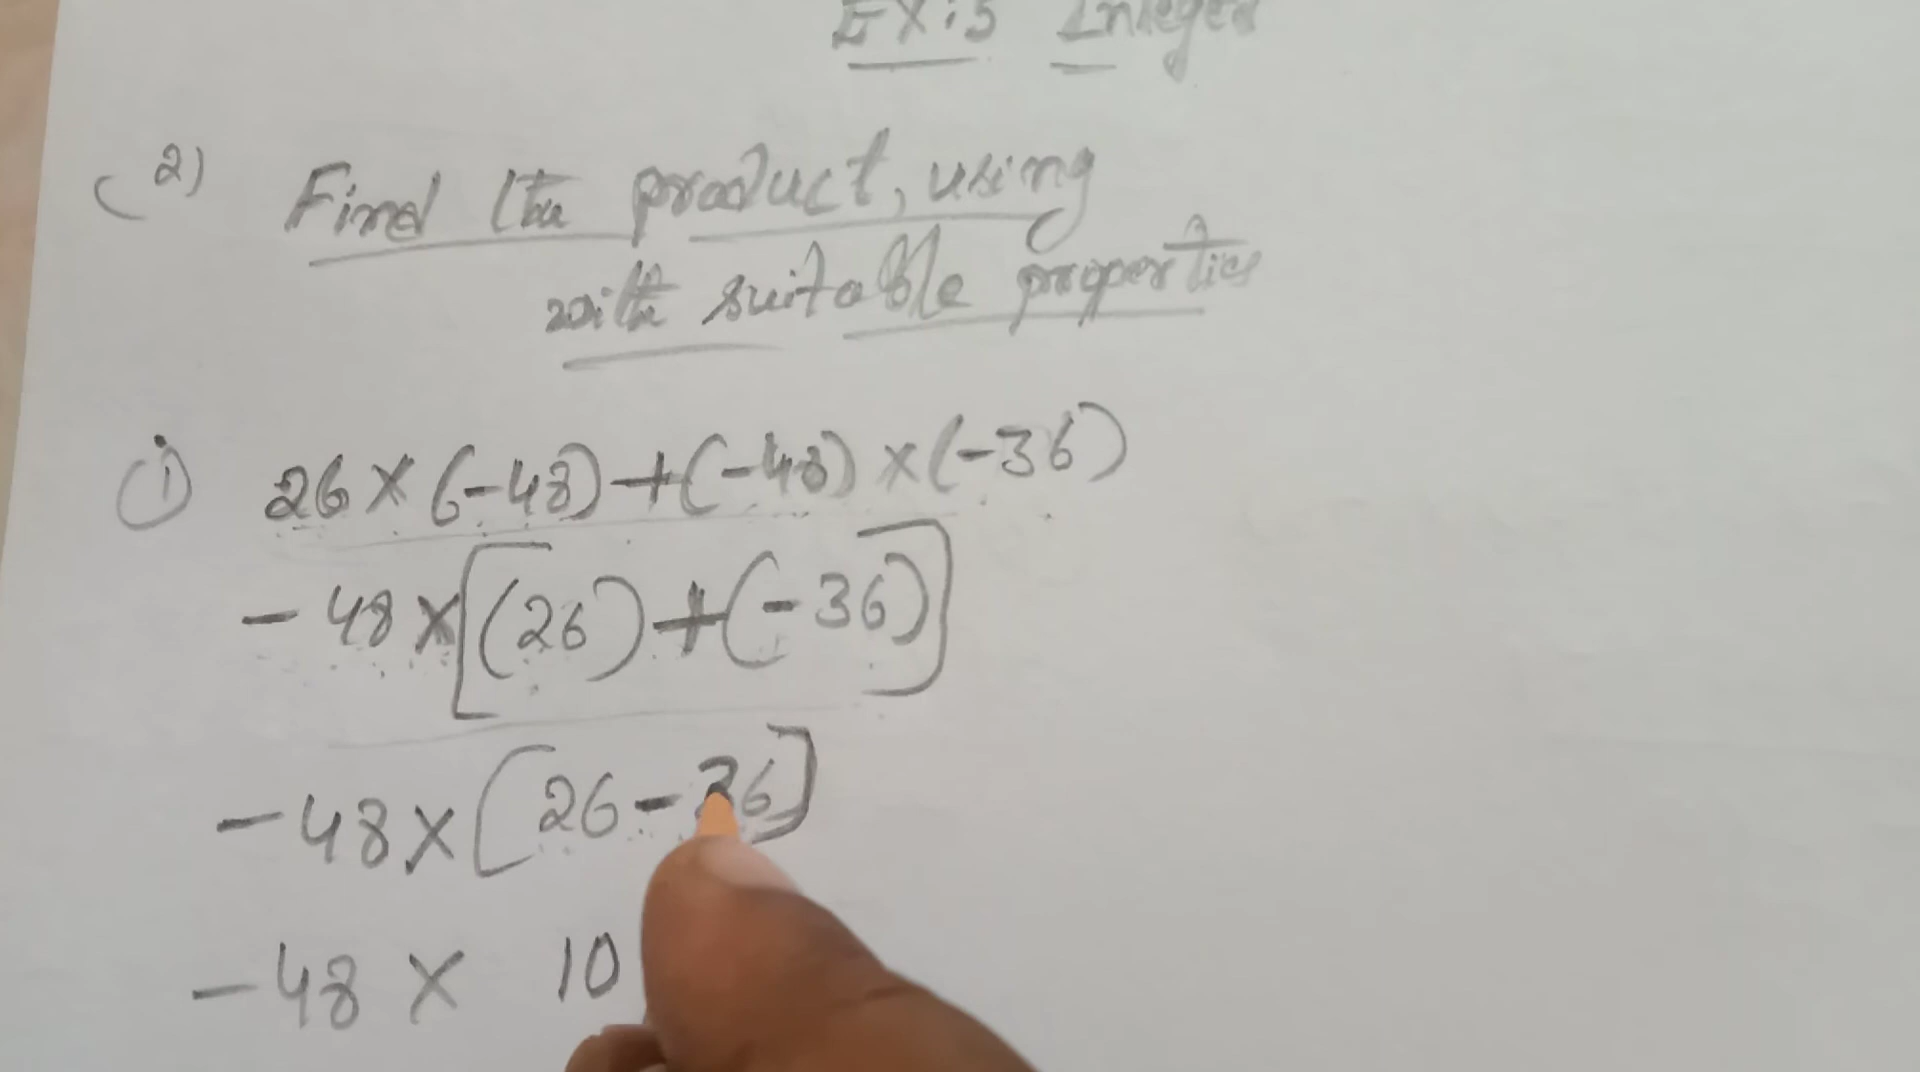 Ex:5 Integer
2) Find the product, using
with suitable properties
(i) 26 × (-48) + (-48) × (-36)
- 48 × [(26) + (- 36)]
- 48 × [26 - 36]
- 48 × 10